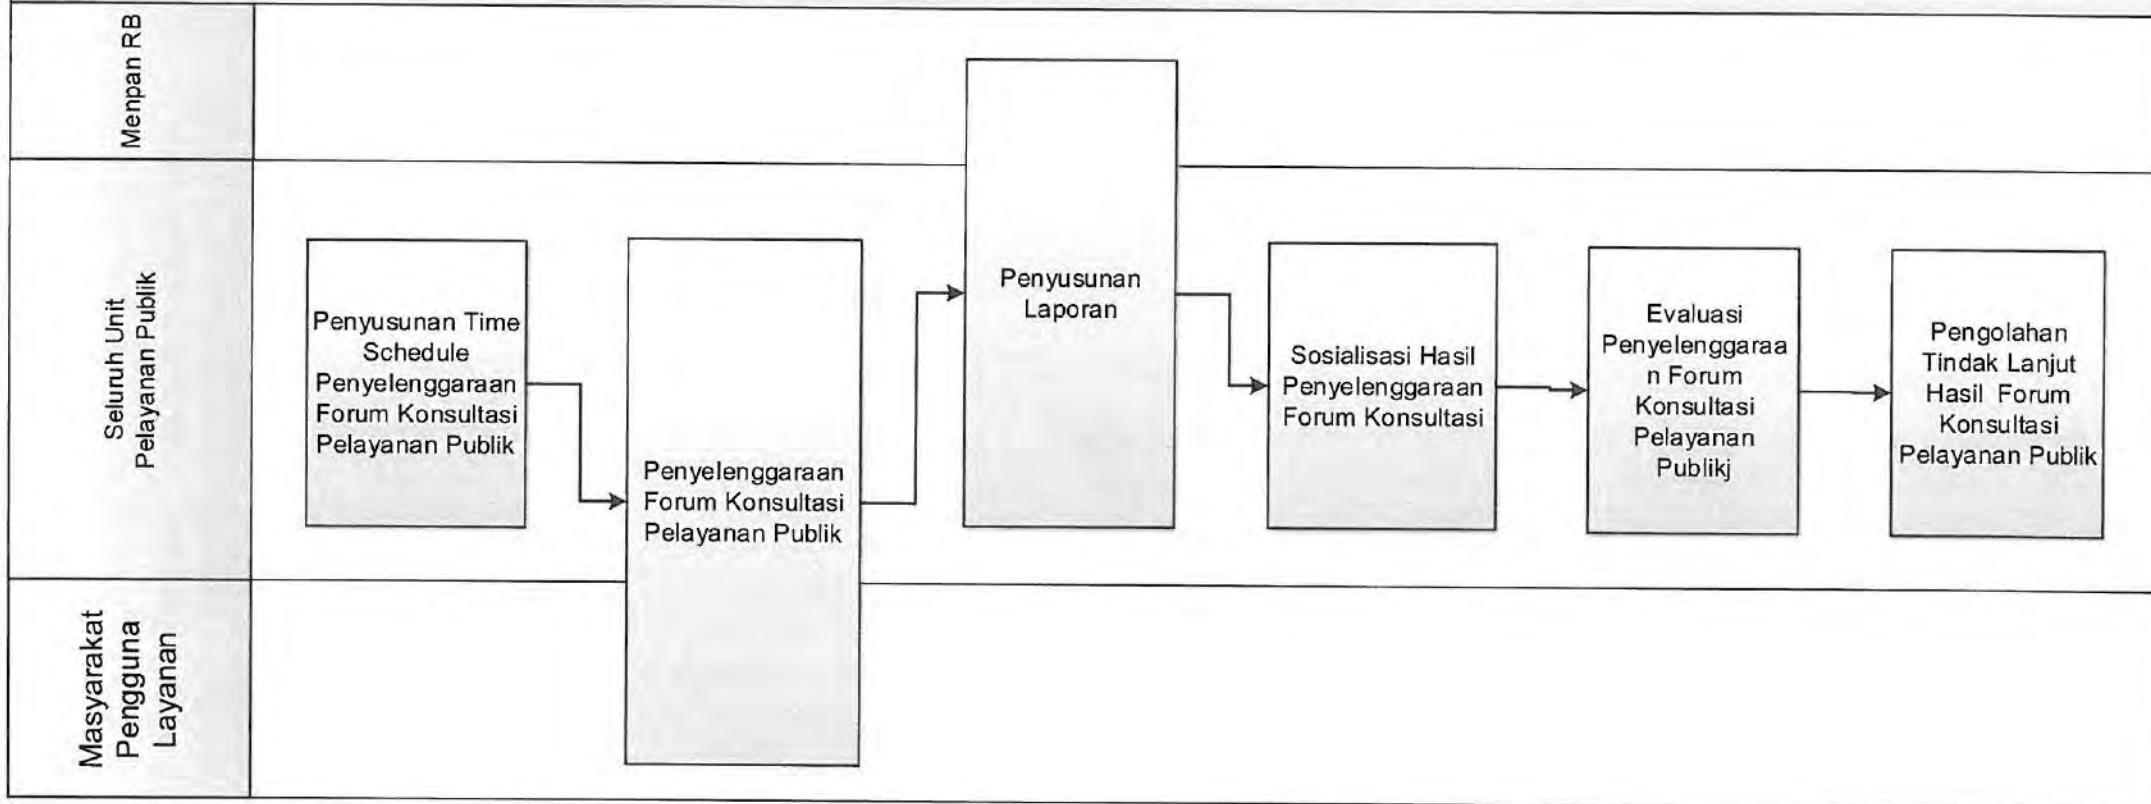 Menpan RB
Seluruh Unit
Pelayanan Publik
Masyarakat
Pengguna
Layanan
Penyusunan Time
Schedule
Penyelenggaraan
Forum Konsultasi
Pelayanan Publik
Penyelenggaraan
Forum Konsultasi
Pelayanan Publik
Penyusunan
Laporan
Sosialisasi Hasil
Penyelenggaraan
Forum Konsultasi
Evaluasi
Penyelenggaraa
n Forum
Konsultasi
Pelayanan
Publikj
Pengolahan
Tindak Lanjut
Hasil Forum
Konsultasi
Pelayanan Publik